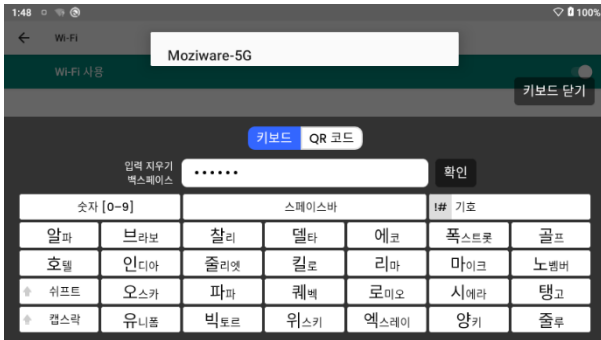 1:48 100%
Wi-Fi
Moziware-5G
Wi-Fi 사용
키보드 닫기
키보드 QR 코드
입력 지우기
백스페이스
•••••• 확인
숫자 [0-9] 스페이스바 !# 기호
알파 브라보 찰리 델타 에코 폭스트롯 골프
호텔 인디아 줄리엣 킬로 리마 마이크 노벰버
쉬프트 오스카 파파 퀘벡 로미오 시에라 탱고
캡스락 유니폼 빅토르 위스키 엑스레이 양키 줄루